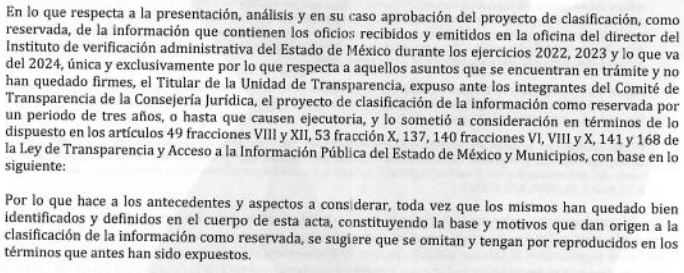 En lo que respecta a la presentación, análisis y en su caso aprobación del proyecto de clasificación, como
reservada, de la información que contienen los oficios recibidos y emitidos en la oficina del director del
Instituto de verificación administrativa del Estado de México durante los ejercicios 2022, 2023 y lo que va
del 2024, única y exclusivamente por lo que respecta a aquellos asuntos que se encuentran en trámite y no
han quedado firmes, el Titular de la Unidad de Transparencia, expuso ante los integrantes del Comité de
Transparencia de la Consejería Jurídica, el proyecto de clasificación de la información como reservada por
un periodo de tres años, o hasta que causen ejecutoria, y lo sometió a consideración en términos de lo
dispuesto en los artículos 49 fracciones VIII y XII, 53 fracción X, 137, 140 fracciones VI, VIII y X, 141 y 168 de
la Ley de Transparencia y Acceso a la Información Pública del Estado de México y Municipios, con base en lo
siguiente:
Por lo que hace a los antecedentes y aspectos a considerar, toda vez que los mismos han quedado bien
identificados y definidos en el cuerpo de esta acta, constituyendo la base y motivos que dan origen a la
clasificación de la información como reservada, se sugiere que se omitan y tengan por reproducidos en los
términos que antes han sido expuestos.